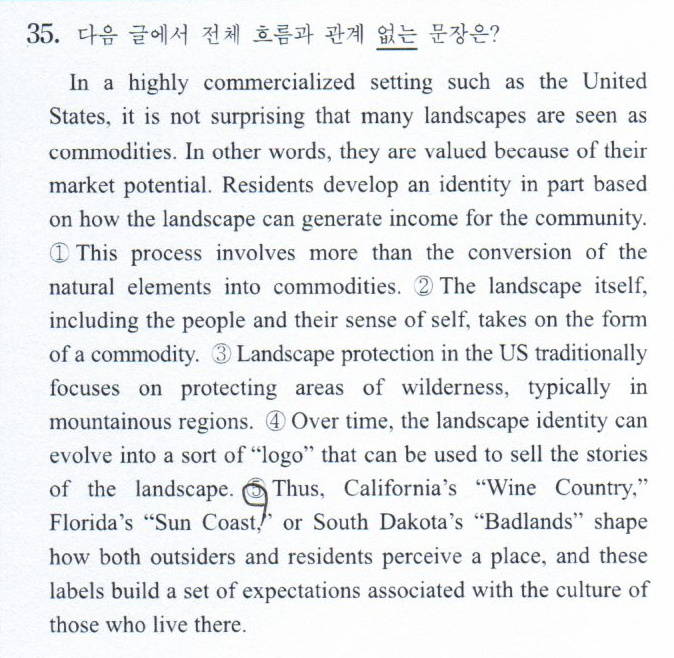 35. 다음 글에서 전체 흐름과 관계 없는 문장은?
In a highly commercialized setting such as the United
States, it is not surprising that many landscapes are seen as
commodities. In other words, they are valued because of their
market potential. Residents develop an identity in part based
on how the landscape can generate income for the community.
① This process involves more than the conversion of the
natural elements into commodities. ② The landscape itself,
including the people and their sense of self, takes on the form
of a commodity. ③ Landscape protection in the US traditionally
focuses on protecting areas of wilderness, typically in
mountainous regions. ④ Over time, the landscape identity can
evolve into a sort of “logo” that can be used to sell the stories
of the landscape. ⑤ Thus, California’s “Wine Country,”
Florida’s “Sun Coast,” or South Dakota’s “Badlands” shape
how both outsiders and residents perceive a place, and these
labels build a set of expectations associated with the culture of
those who live there.